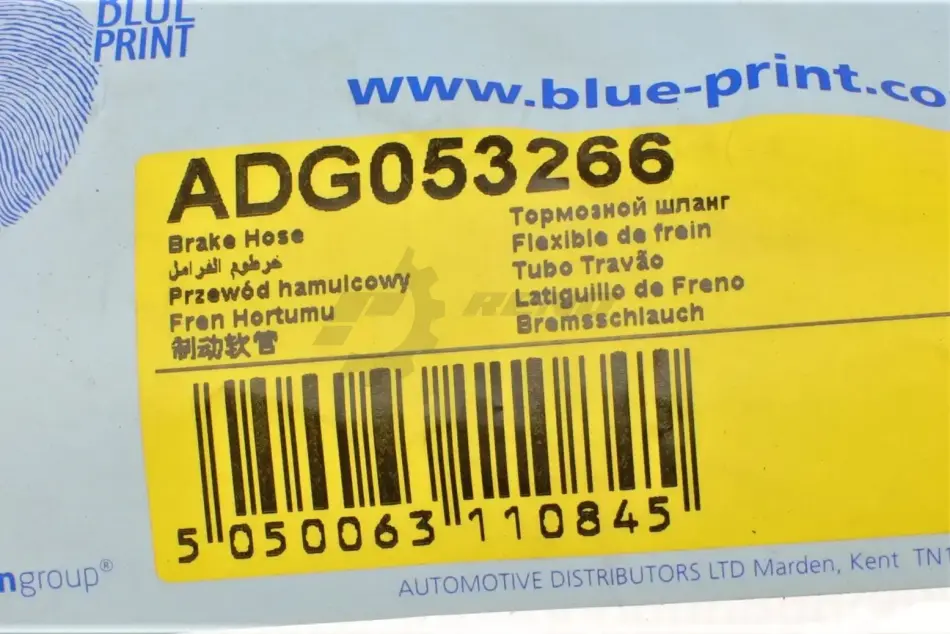 BLUE
PRINT
www.blue-print.co
ADG053266
Brake Hose
خرطوم الفرامل
Przewód hamulcowy
Fren Hortumu
制动软管
Тормозной шланг
Flexible de frein
Tubo Travão
Latiguillo de Freno
Bremsschlauch
5 050063 110845
ngroup®
AUTOMOTIVE DISTRIBUTORS LTD Marden, Kent TN1